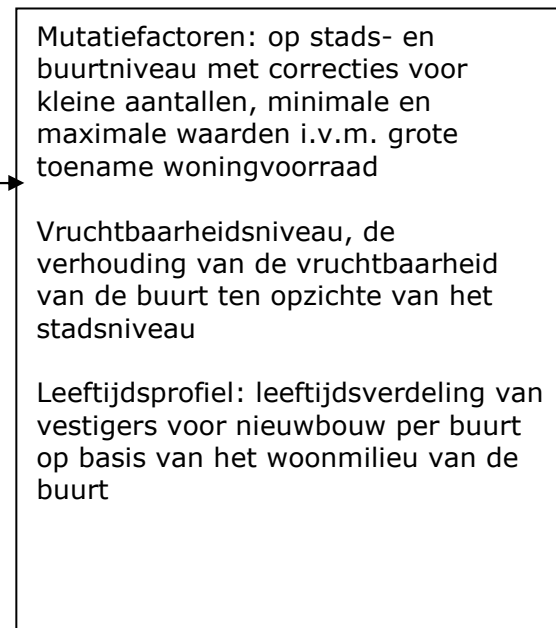 Mutatiefactoren: op stads- en
buurtniveau met correcties voor
kleine aantallen, minimale en
maximale waarden i.v.m. grote
toename woningvoorraad
Vruchtbaarheidsniveau, de
verhouding van de vruchtbaarheid
van de buurt ten opzichte van het
stadsniveau
Leeftijdsprofiel: leeftijdsverdeling van
vestigers voor nieuwbouw per buurt
op basis van het woonmilieu van de
buurt